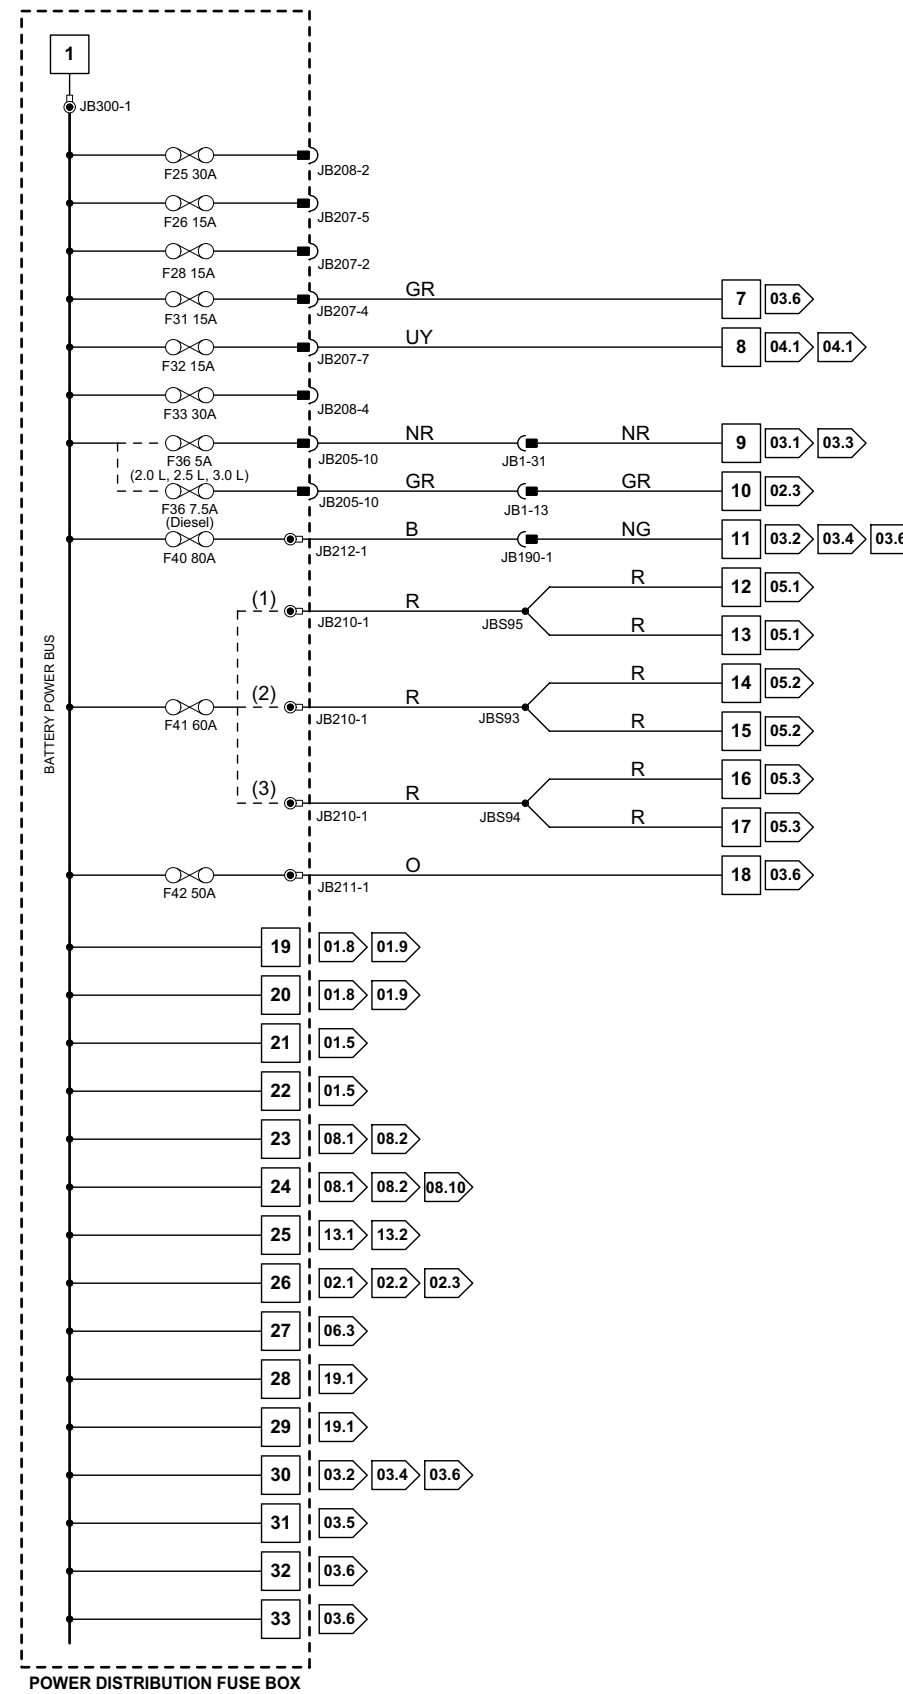 1
JB300-1
F25 30A
JB208-2
F26 15A
JB207-5
F28 15A
JB207-2
GR
F31 15A
JB207-4
7 03.6
UY
F32 15A
JB207-7
8 04.1 04.1
F33 30A
JB208-4
NR NR
F36 5A
JB205-10
JB1-31
9 03.1 03.3
(2.0 L, 2.5 L, 3.0 L)
GR GR
F36 7.5A
(Diesel)
JB205-10
JB1-13
10 02.3
B NG
F40 80A
JB212-1
JB190-1
11 03.2 03.4 03.6
(1)
R
JB210-1
JBS95
R
12 05.1
R
13 05.1
BATTERY POWER BUS
F41 60A
(2)
R
JB210-1
JBS93
R
14 05.2
R
15 05.2
(3)
R
JB210-1
JBS94
R
16 05.3
R
17 05.3
O
F42 50A
JB211-1
18 03.6
19 01.8 01.9
20 01.8 01.9
21 01.5
22 01.5
23 08.1 08.2
24 08.1 08.2 08.10
25 13.1 13.2
26 02.1 02.2 02.3
27 06.3
28 19.1
29 19.1
30 03.2 03.4 03.6
31 03.5
32 03.6
33 03.6
POWER DISTRIBUTION FUSE BOX